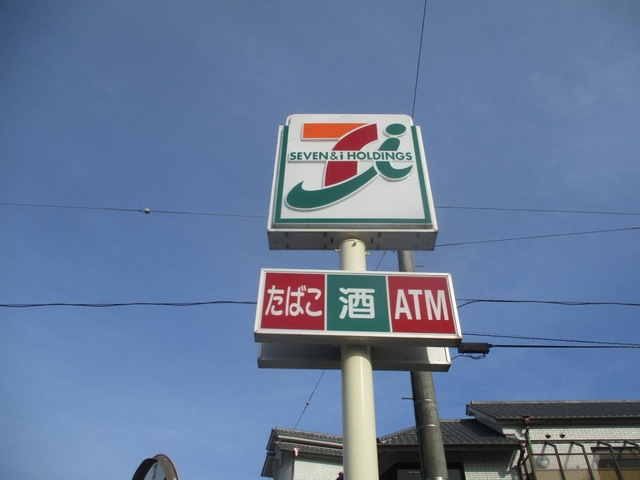 SEVEN & i HOLDINGS
たばこ 酒 ATM